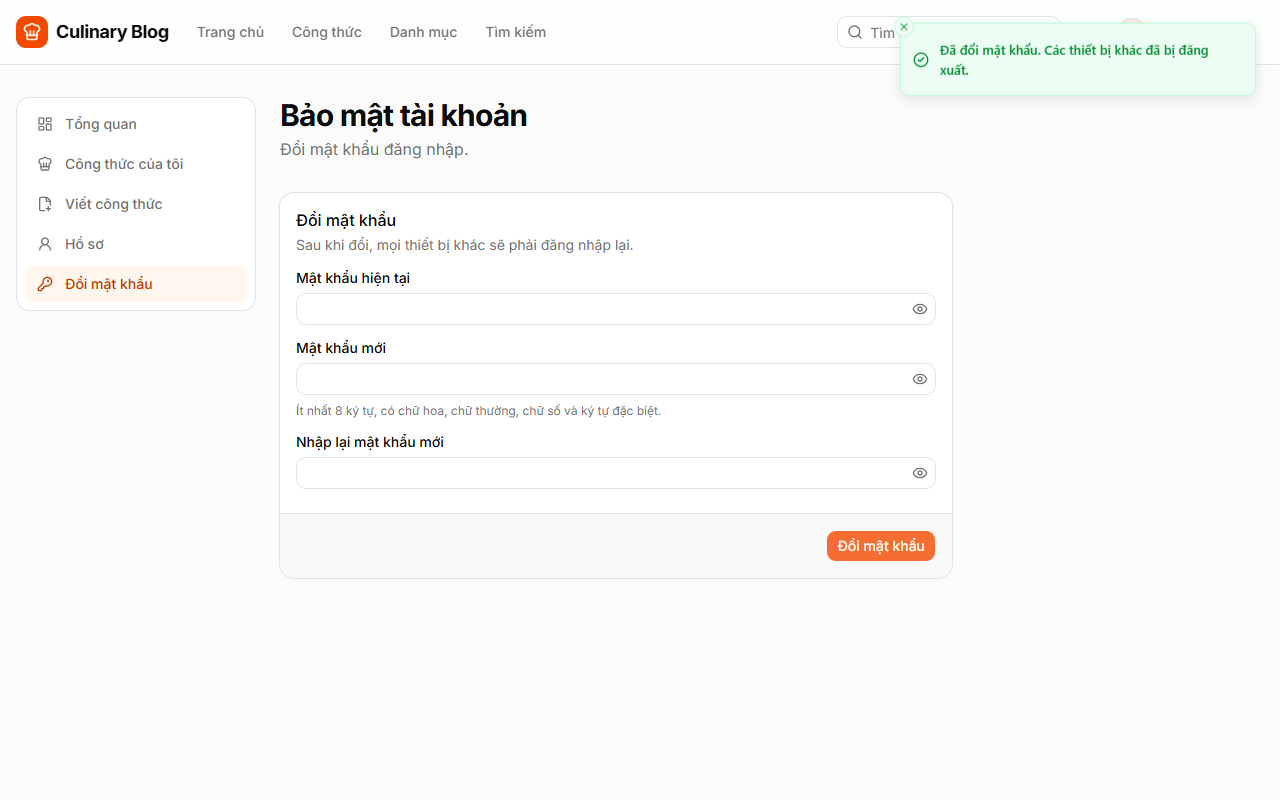 Culinary Blog
Trang chủ
Công thức
Danh mục
Tìm kiếm
Tìm
Đã đổi mật khẩu. Các thiết bị khác đã bị đăng
xuất.
Tổng quan
Công thức của tôi
Viết công thức
Hồ sơ
Đổi mật khẩu
Bảo mật tài khoản
Đổi mật khẩu đăng nhập.
Đổi mật khẩu
Sau khi đổi, mọi thiết bị khác sẽ phải đăng nhập lại.
Mật khẩu hiện tại
Mật khẩu mới
Ít nhất 8 ký tự, có chữ hoa, chữ thường, chữ số và ký tự đặc biệt.
Nhập lại mật khẩu mới
Đổi mật khẩu